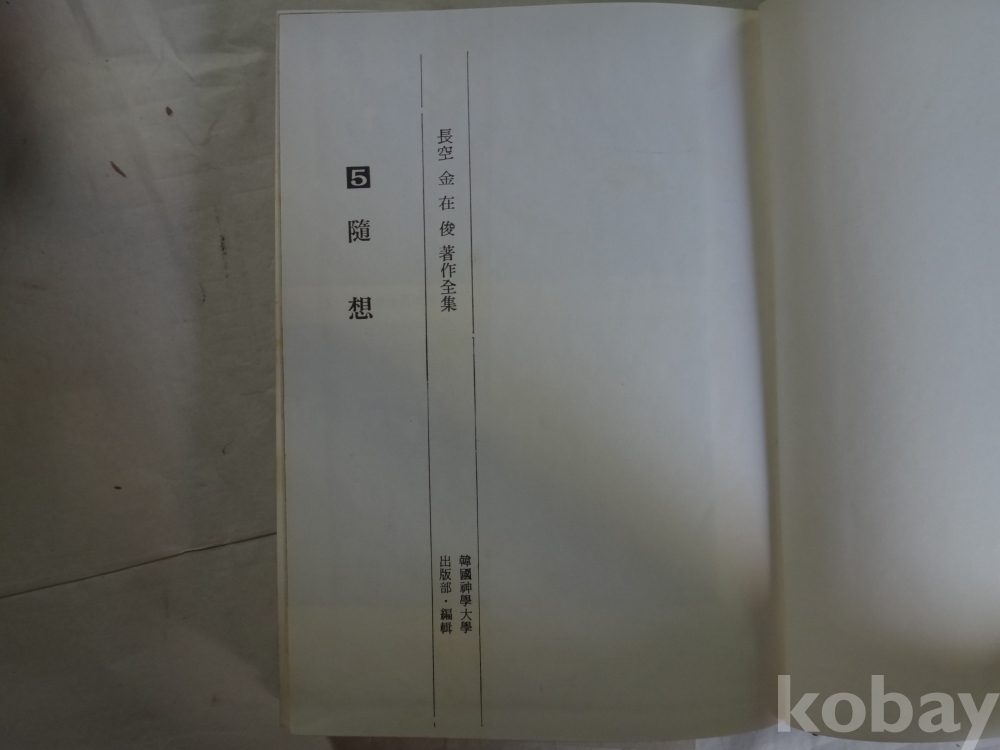 長空 金在俊 著作全集
5 隨想
韓國神學大學
出版部·編輯
kobay